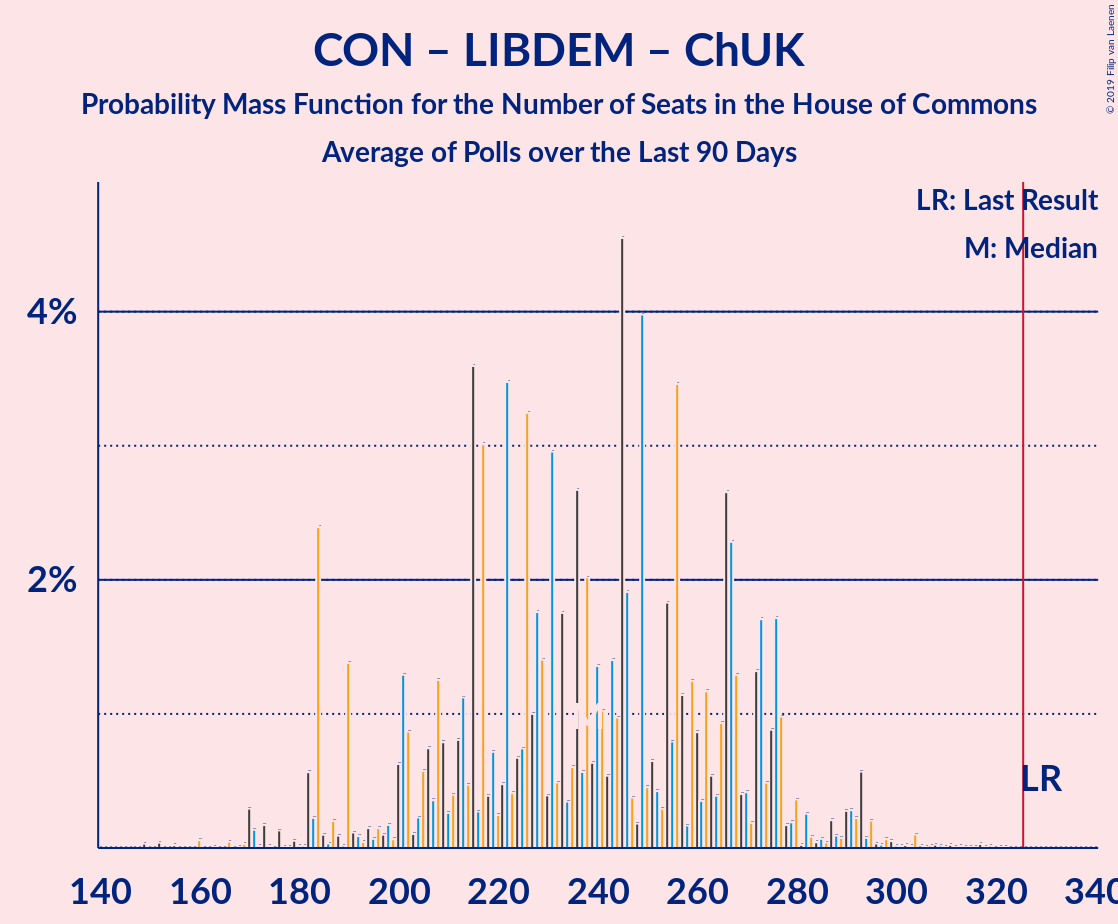 CON – LIBDEM – ChUK
Probability Mass Function for the Number of Seats in the House of Commons
Average of Polls over the Last 90 Days
© 2019 Filip van Laenen
LR: Last Result
M: Median
4%
2%
M
LR
140 160 180 200 220 240 260 280 300 320 340